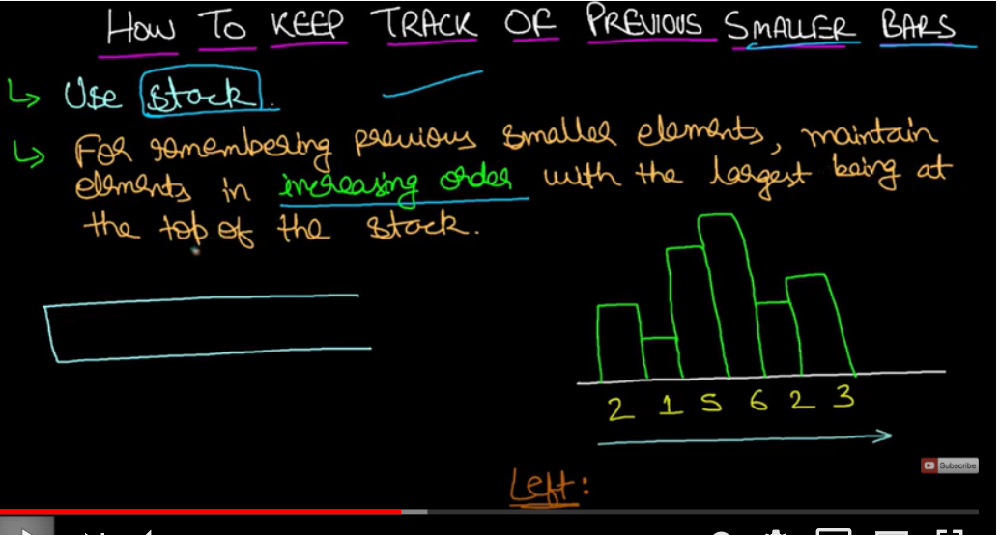 HOW TO KEEP TRACK OF PREVIOUS SMALLER BARS
↳ Use stack.
↳ For remembering previous smaller elements, maintain
elements in increasing order with the largest being at
the top of the stack.
2 1 5 6 2 3
Subscribe
Left: